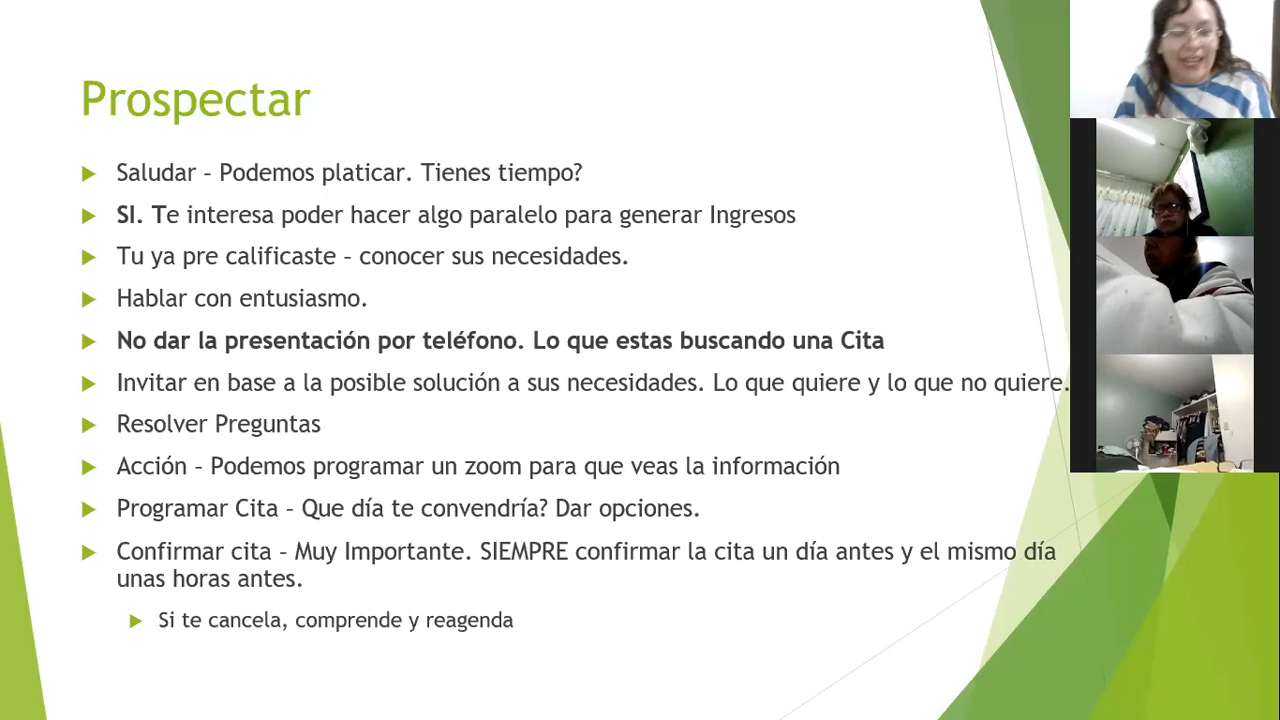 Prospectar
Saludar – Podemos platicar. Tienes tiempo?
SI. Te interesa poder hacer algo paralelo para generar Ingresos
Tu ya pre calificaste – conocer sus necesidades.
Hablar con entusiasmo.
No dar la presentación por teléfono. Lo que estas buscando una Cita
Invitar en base a la posible solución a sus necesidades. Lo que quiere y lo que no quiere.
Resolver Preguntas
Acción – Podemos programar un zoom para que veas la información
Programar Cita – Que día te convendría? Dar opciones.
Confirmar cita – Muy Importante. SIEMPRE confirmar la cita un día antes y el mismo día
unas horas antes.
Si te cancela, comprende y reagenda